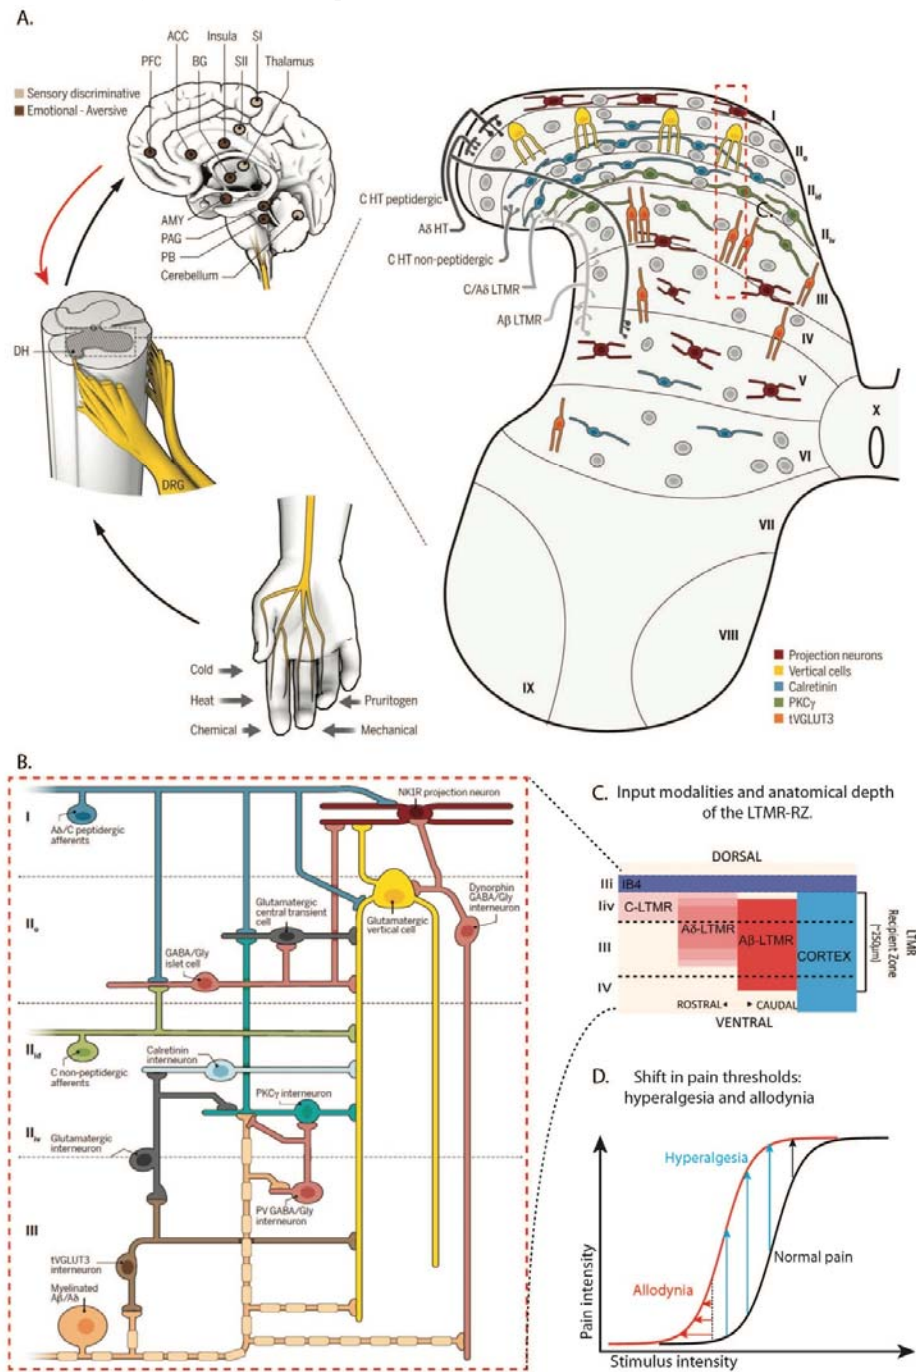 A.
ACC
Insula
SI
PFC
BG
SII
Thalamus
Sensory discriminative
Emotional - Aversive
AMY
PAG
PB
Cerebellum
DH
DRG
Cold
Heat
Chemical
Pruritogen
Mechanical
C HT peptidergic
Aδ HT
C HT non-peptidergic
C/Aδ LTMR
Aβ LTMR
I
IIo
IIid
IIiv
III
IV
V
VI
X
VII
VIII
IX
Projection neurons
Vertical cells
Calretinin
PKCγ
tVGLUT3
B.
I
Aδ/C peptidergic
afferents
NK1R projection neuron
IIo
Glutamatergic
central transient
cell
Glutamatergic
vertical cell
Dynorphin
GABA/Gly
interneuron
GABA/Gly
islet cell
IIid
C non-peptidergic
afferents
Calretinin
interneuron
PKCγ interneuron
IIiv
Glutamatergic
interneuron
PV GABA/Gly
interneuron
III
tVGLUT3
interneuron
Myelinated
Aβ/Aδ
C. Input modalities and anatomical depth
of the LTMR-RZ.
DORSAL
IIi
IB4
Iiv
C-LTMR
Aδ-LTMR
Aβ-LTMR
III
CORTEX
IV
ROSTRAL
CAUDAL
VENTRAL
LTMR
Recipient Zone
(~250µm)
D. Shift in pain thresholds:
hyperalgesia and allodynia
Hyperalgesia
Normal pain
Allodynia
Pain intensity
Stimulus intensity